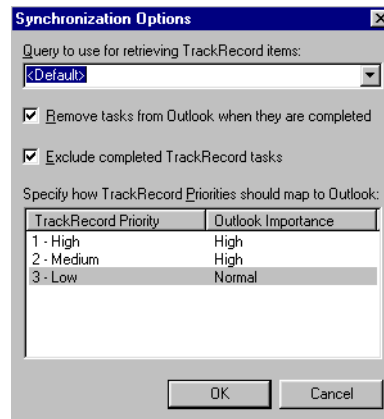 Synchronization Options
Query to use for retrieving TrackRecord items:
<Default>
Remove tasks from Outlook when they are completed
Exclude completed TrackRecord tasks
Specify how TrackRecord Priorities should map to Outlook:
TrackRecord Priority Outlook Importance
1 - High High
2 - Medium High
3 - Low Normal
OK Cancel